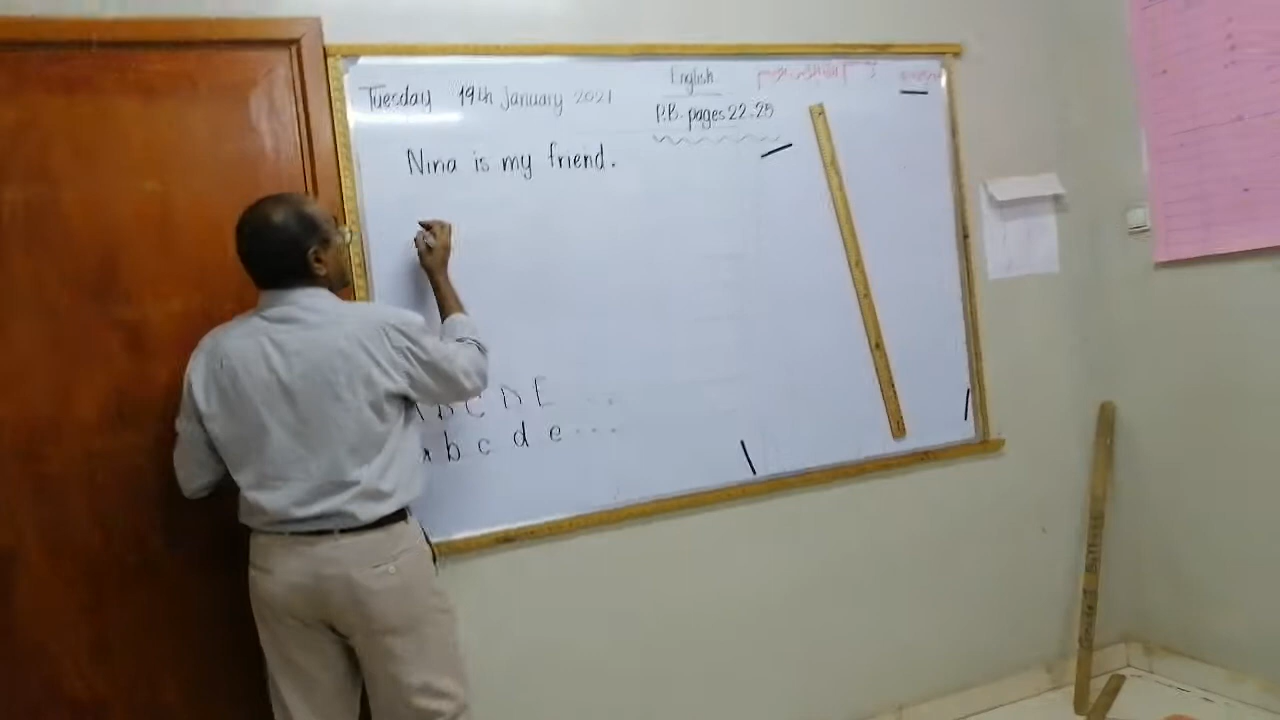 Tuesday 19th January 2021
English
P.B. pages 22-25
Nina is my friend.
B C D E ...
a b c d e ...